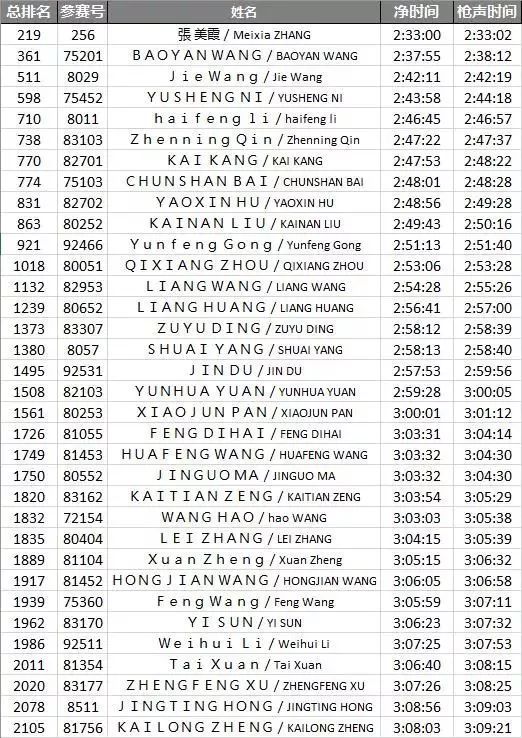 总排名 参赛号 姓名 净时间 枪声时间
219 256 張 美霞 / Meixia ZHANG 2:33:00 2:33:02
361 75201 ＢＡＯＹＡＮ ＷＡＮＧ / BAOYAN WANG 2:37:55 2:38:12
511 8029 Ｊｉｅ Ｗａｎｇ / Jie Wang 2:42:11 2:42:19
598 75452 ＹＵＳＨＥＮＧ ＮＩ / YUSHENG NI 2:43:58 2:44:18
710 8011 ｈａｉｆｅｎｇ ｌｉ / haifeng li 2:46:45 2:46:57
738 83103 Ｚｈｅｎｎｉｎｇ Ｑｉｎ / Zhenning Qin 2:47:22 2:47:37
770 82701 ＫＡＩ ＫＡＮＧ / KAI KANG 2:47:53 2:48:22
774 75103 ＣＨＵＮＳＨＡＮ ＢＡＩ / CHUNSHAN BAI 2:48:01 2:48:28
831 82702 ＹＡＯＸＩＮ ＨＵ / YAOXIN HU 2:48:56 2:49:28
863 80252 ＫＡＩＮＡＮ ＬＩＵ / KAINAN LIU 2:49:43 2:50:16
921 92466 Ｙｕｎｆｅｎｇ Ｇｏｎｇ / Yunfeng Gong 2:51:13 2:51:40
1018 80051 ＱＩＸＩＡＮＧ ＺＨＯＵ / QIXIANG ZHOU 2:53:06 2:53:28
1132 82953 ＬＩＡＮＧ ＷＡＮＧ / LIANG WANG 2:54:28 2:55:26
1239 80652 ＬＩＡＮＧ ＨＵＡＮＧ / LIANG HUANG 2:56:41 2:57:00
1373 83307 ＺＵＹＵ ＤＩＮＧ / ZUYU DING 2:58:12 2:58:39
1380 8057 ＳＨＵＡＩ ＹＡＮＧ / SHUAI YANG 2:58:13 2:58:40
1495 92531 ＪＩＮ ＤＵ / JIN DU 2:57:53 2:59:56
1508 82103 ＹＵＮＨＵＡ ＹＵＡＮ / YUNHUA YUAN 2:59:28 3:00:05
1561 80253 ＸＩＡＯＪＵＮ ＰＡＮ / XIAOJUN PAN 3:00:01 3:01:12
1726 81055 ＦＥＮＧ ＤＩＨＡＩ / FENG DIHAI 3:03:31 3:04:14
1749 81453 ＨＵＡＦＥＮＧ ＷＡＮＧ / HUAFENG WANG 3:03:32 3:04:30
1750 80552 ＪＩＮＧＵＯ ＭＡ / JINGUO MA 3:03:32 3:04:30
1820 83162 ＫＡＩＴＩＡＮ ＺＥＮＧ / KAITIAN ZENG 3:03:54 3:05:29
1832 72154 ＷＡＮＧ ＨＡＯ / hao WANG 3:03:03 3:05:38
1835 80404 ＬＥＩ ＺＨＡＮＧ / LEI ZHANG 3:04:15 3:05:39
1889 81104 Ｘｕａｎ Ｚｈｅｎｇ / Xuan Zheng 3:05:15 3:06:32
1917 81452 ＨＯＮＧＪＩＡＮ ＷＡＮＧ / HONGJIAN WANG 3:06:05 3:06:58
1939 75360 Ｆｅｎｇ Ｗａｎｇ / Feng Wang 3:05:59 3:07:11
1962 83170 ＹＩ ＳＵＮ / YI SUN 3:06:23 3:07:32
1986 92511 Ｗｅｉｈｕｉ Ｌｉ / Weihui Li 3:07:25 3:07:53
2011 81354 Ｔａｉ Ｘｕａｎ / Tai Xuan 3:06:40 3:08:15
2020 83177 ＺＨＥＮＧＦＥＮＧ ＸＵ / ZHENGFENG XU 3:07:26 3:08:25
2078 8511 ＪＩＮＧＴＩＮＧ ＨＯＮＧ / JINGTING HONG 3:08:56 3:09:03
2105 81756 ＫＡＩＬＯＮＧ ＺＨＥＮＧ / KAILONG ZHENG 3:08:03 3:09:21